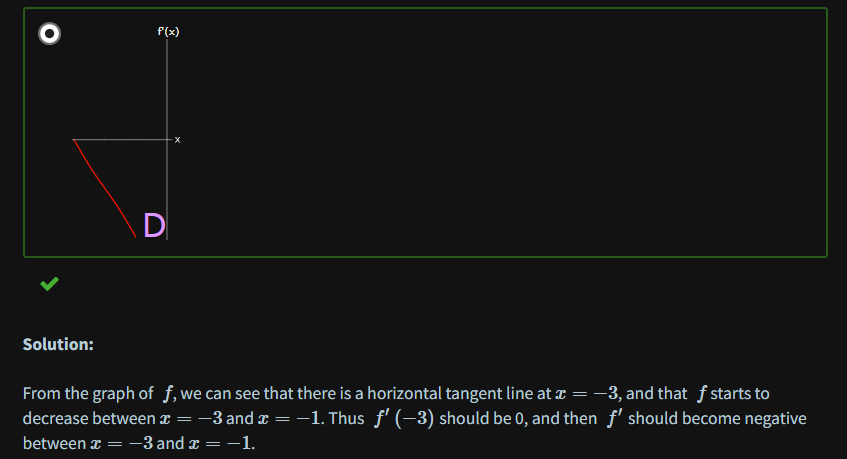 f'(x)
x
D
Solution:
From the graph of f, we can see that there is a horizontal tangent line at x = −3, and that f starts to
decrease between x = −3 and x = −1. Thus f′ (−3) should be 0, and then f′ should become negative
between x = −3 and x = −1.